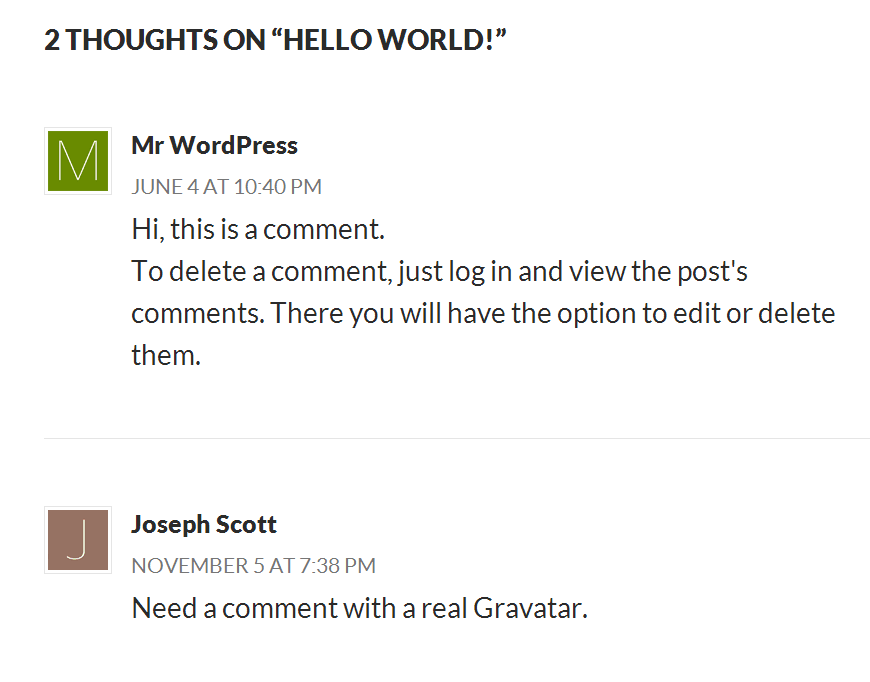 2 THOUGHTS ON “HELLO WORLD!”
M
Mr WordPress
JUNE 4 AT 10:40 PM
Hi, this is a comment.
To delete a comment, just log in and view the post's
comments. There you will have the option to edit or delete
them.
J
Joseph Scott
NOVEMBER 5 AT 7:38 PM
Need a comment with a real Gravatar.